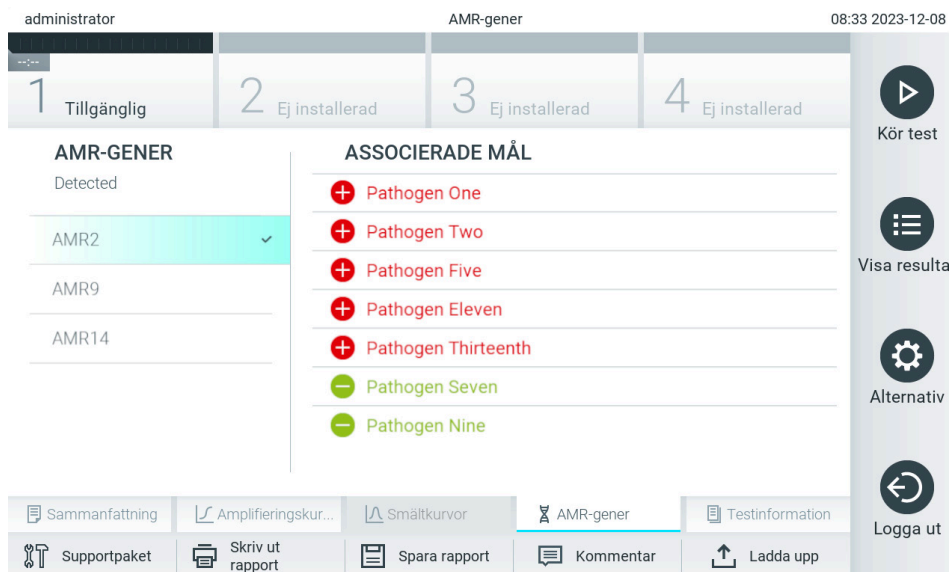 administrator
AMR-gener
08:33 2023-12-08
--:--
1 Tillgänglig
2 Ej installerad
3 Ej installerad
4 Ej installerad
Kör test
Visa resulta
Alternativ
Logga ut
AMR-GENER
Detected
AMR2
AMR9
AMR14
ASSOCIERADE MÅL
Pathogen One
Pathogen Two
Pathogen Five
Pathogen Eleven
Pathogen Thirteenth
Pathogen Seven
Pathogen Nine
Sammanfattning
Amplifieringskur...
Smältkurvor
AMR-gener
Testinformation
Supportpaket
Skriv ut
rapport
Spara rapport
Kommentar
Ladda upp